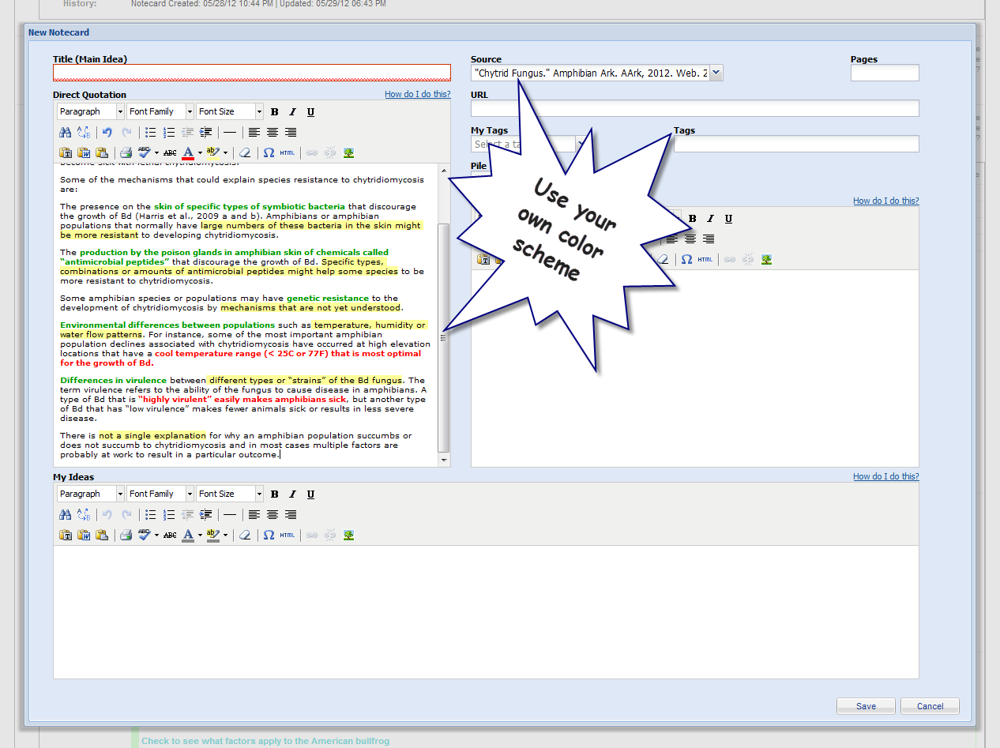 History: Notecard Created: 05/28/12 10:44 PM | Updated: 05/29/12 06:43 PM
New Notecard
Title (Main Idea)
Source
Pages
"Chytrid Fungus." Amphibian Ark. AArk, 2012. Web. 2
Direct Quotation How do I do this?
URL
Paragraph Font Family Font Size B I U
My Tags
Tags
Select a ta
Pile
ABC ABC A ab Ω HTML
become sick with lethal chytridiomycosis.
Some of the mechanisms that could explain species resistance to chytridiomycosis
are:
The presence on the skin of specific types of symbiotic bacteria that discourage
the growth of Bd (Harris et al., 2009 a and b). Amphibians or amphibian
populations that normally have large numbers of these bacteria in the skin might
be more resistant to developing chytridiomycosis.
The production by the poison glands in amphibian skin of chemicals called
“antimicrobial peptides” that discourage the growth of Bd. Specific types,
combinations or amounts of antimicrobial peptides might help some species to be
more resistant to chytridiomycosis.
Some amphibian species or populations may have genetic resistance to the
development of chytridiomycosis by mechanisms that are not yet understood.
Environmental differences between populations such as temperature, humidity or
water flow patterns. For instance, some of the most important amphibian
population declines associated with chytridiomycosis have occurred at high elevation
locations that have a cool temperature range (< 25C or 77F) that is most optimal
for the growth of Bd.
Differences in virulence between different types or “strains” of the Bd fungus. The
term virulence refers to the ability of the fungus to cause disease in amphibians. A
type of Bd that is “highly virulent” easily makes amphibians sick, but another type
of Bd that has “low virulence” makes fewer animals sick or results in less severe
disease.
There is not a single explanation for why an amphibian population succumbs or
does not succumb to chytridiomycosis and in most cases multiple factors are
probably at work to result in a particular outcome.
Use your
own color
scheme
How do I do this?
B I U
Ω HTML
My Ideas How do I do this?
Paragraph Font Family Font Size B I U
ABC ABC A ab Ω HTML
Save Cancel
Check to see what factors apply to the American bullfrog